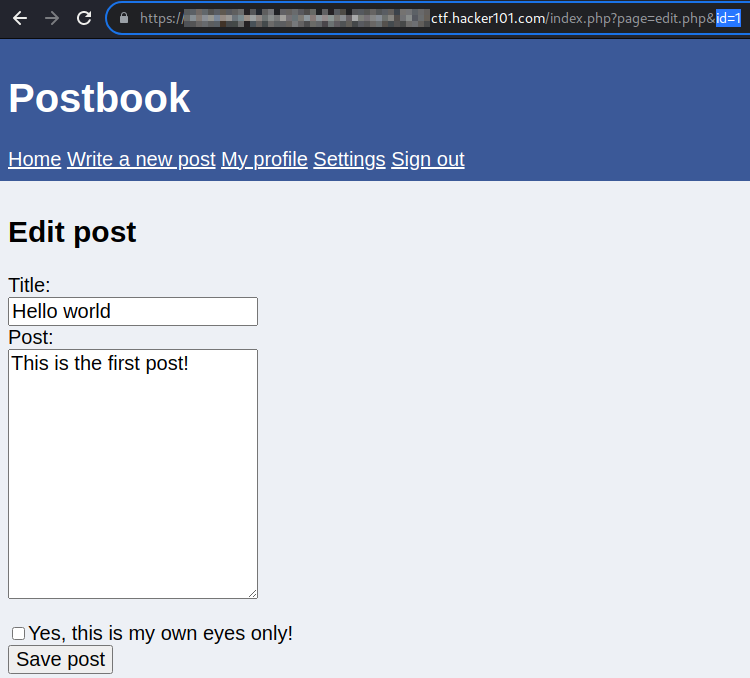 https:// ctf.hacker101.com/index.php?page=edit.php&id=1
Postbook
Home Write a new post My profile Settings Sign out
Edit post
Title:
Hello world
Post:
This is the first post!
Yes, this is my own eyes only!
Save post